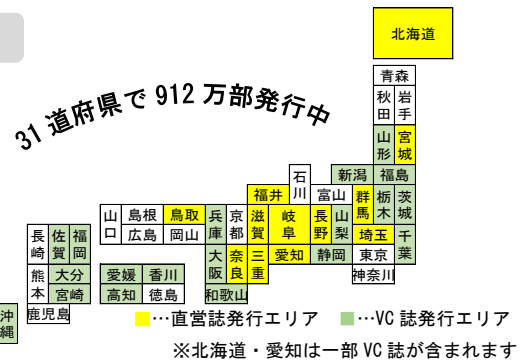 31道府県で912万部発行中
北海道
青森
秋田
岩手
山形
宮城
新潟
福島
石川
福井
富山
群馬
栃木
茨城
山口
島根
鳥取
兵庫
京都
滋賀
岐阜
長野
山梨
埼玉
千葉
広島
岡山
長崎
佐賀
福岡
大阪
奈良
三重
愛知
静岡
東京
神奈川
熊本
大分
宮崎
愛媛
香川
高知
徳島
和歌山
沖縄
鹿児島
■…直営誌発行エリア ■…VC誌発行エリア
※北海道・愛知は一部VC誌が含まれます